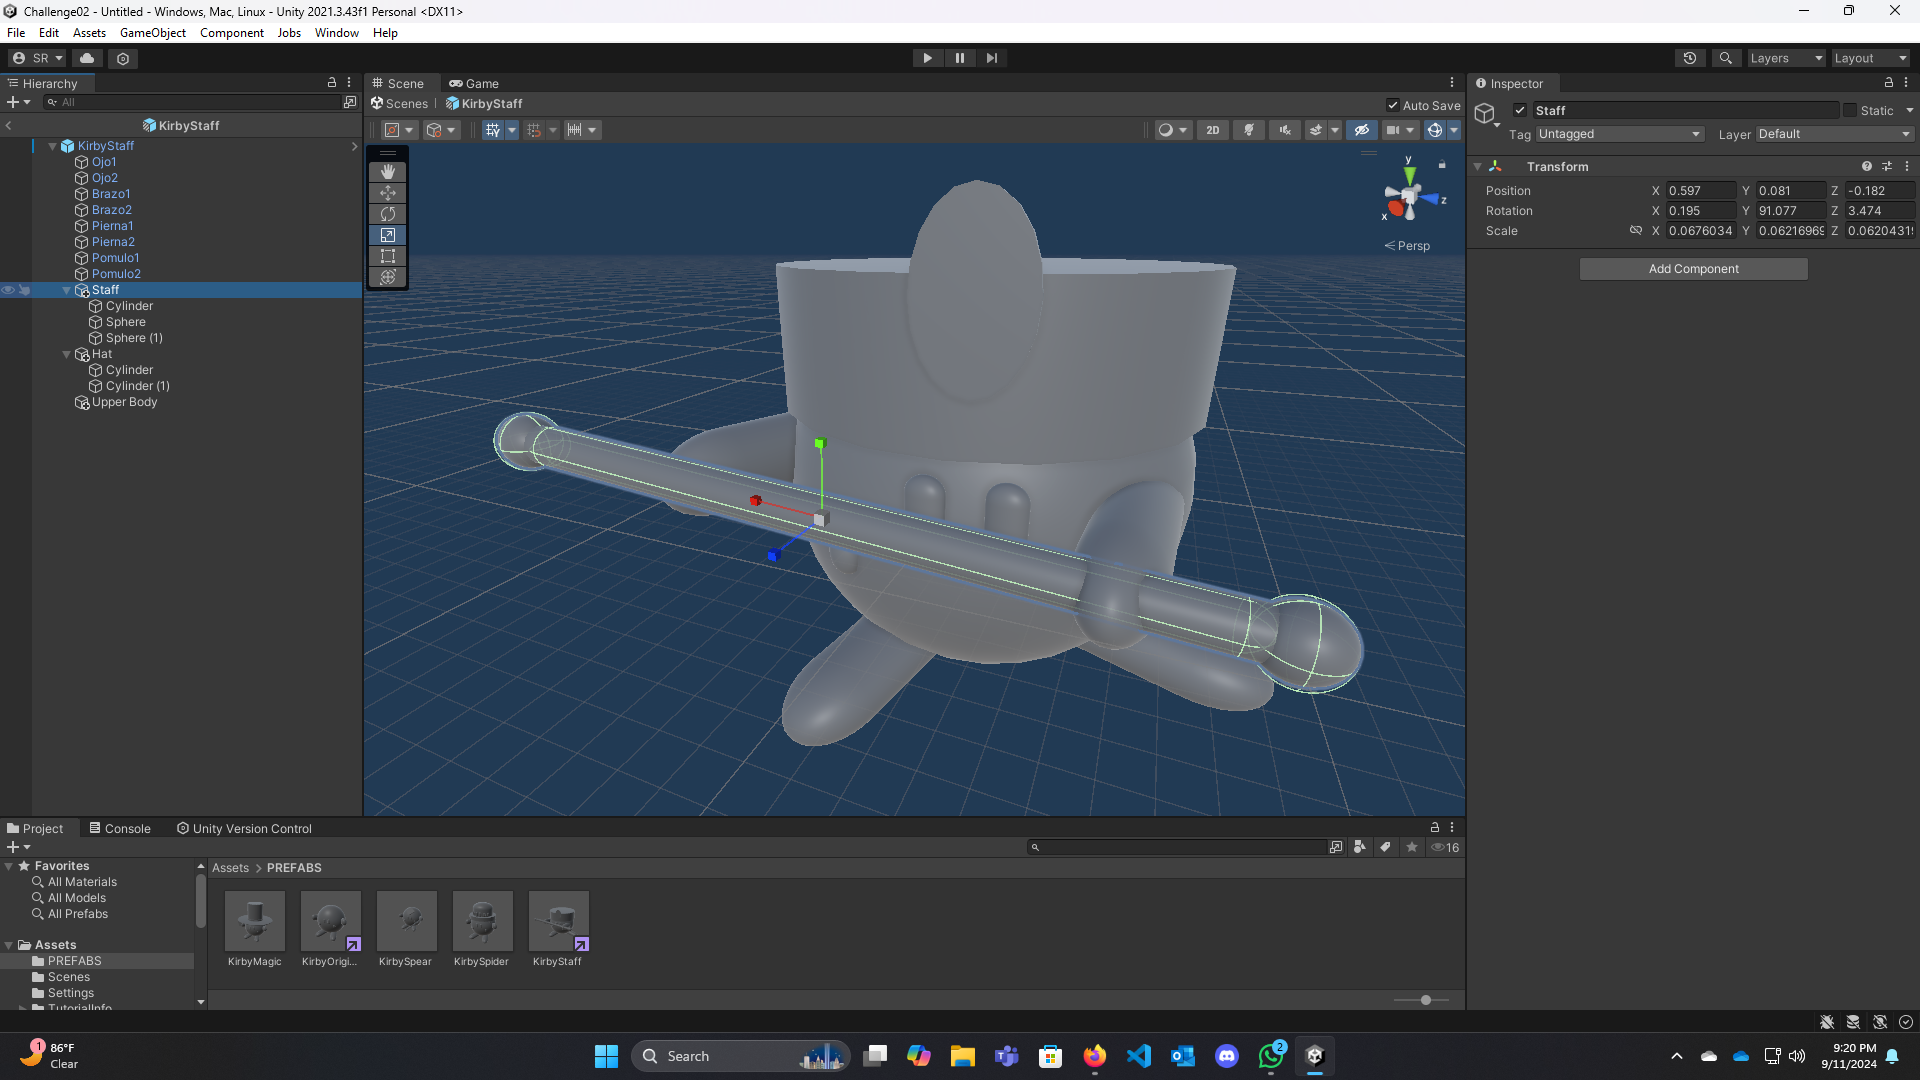 Challenge02 - Untitled - Windows, Mac, Linux - Unity 2021.3.43f1 Personal <DX11>
File Edit Assets GameObject Component Jobs Window Help
SR
Layers
Layout
Hierarchy
All
KirbyStaff
KirbyStaff
Ojo1
Ojo2
Brazo1
Brazo2
Pierna1
Pierna2
Pomulo1
Pomulo2
Staff
Cylinder
Sphere
Sphere (1)
Hat
Cylinder
Cylinder (1)
Upper Body
Scene Game
Scenes | KirbyStaff
Auto Save
2D
y
z
x
Persp
Inspector
Staff
Static
Tag Untagged Layer Default
Transform
Position X 0.597 Y 0.081 Z -0.182
Rotation X 0.195 Y 91.077 Z 3.474
Scale X 0.0676034 Y 0.06216969 Z 0.0620431
Add Component
Project Console Unity Version Control
16
Favorites
All Materials
All Models
All Prefabs
Assets
PREFABS
Scenes
Settings
TutorialInfo
Assets > PREFABS
KirbyMagic
KirbyOrigi...
KirbySpear
KirbySpider
KirbyStaff
1
86°F
Clear
Search
2
9:20 PM
9/11/2024